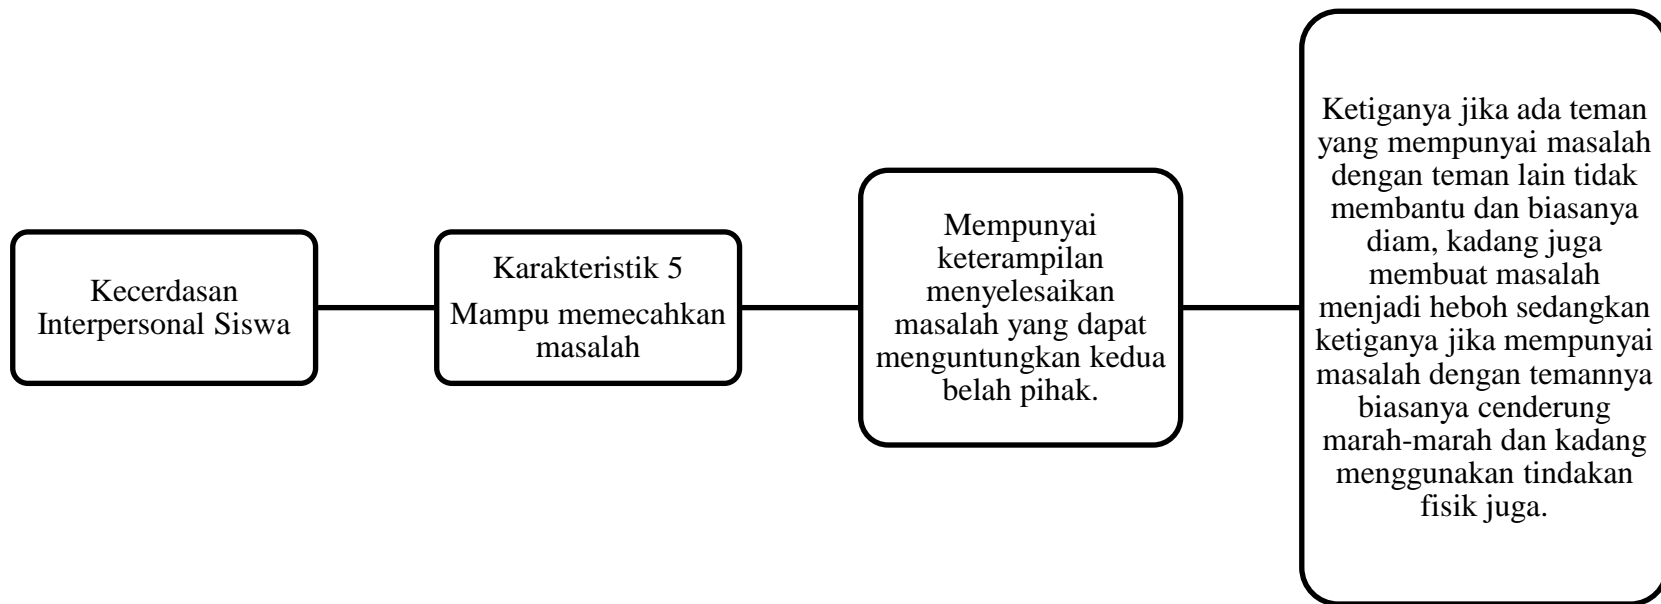 Kecerdasan
Interpersonal Siswa
Karakteristik 5
Mampu memecahkan
masalah
Mempunyai
keterampilan
menyelesaikan
masalah yang dapat
menguntungkan kedua
belah pihak.
Ketiganya jika ada teman
yang mempunyai masalah
dengan teman lain tidak
membantu dan biasanya
diam, kadang juga
membuat masalah
menjadi heboh sedangkan
ketiganya jika mempunyai
masalah dengan temannya
biasanya cenderung
marah-marah dan kadang
menggunakan tindakan
fisik juga.